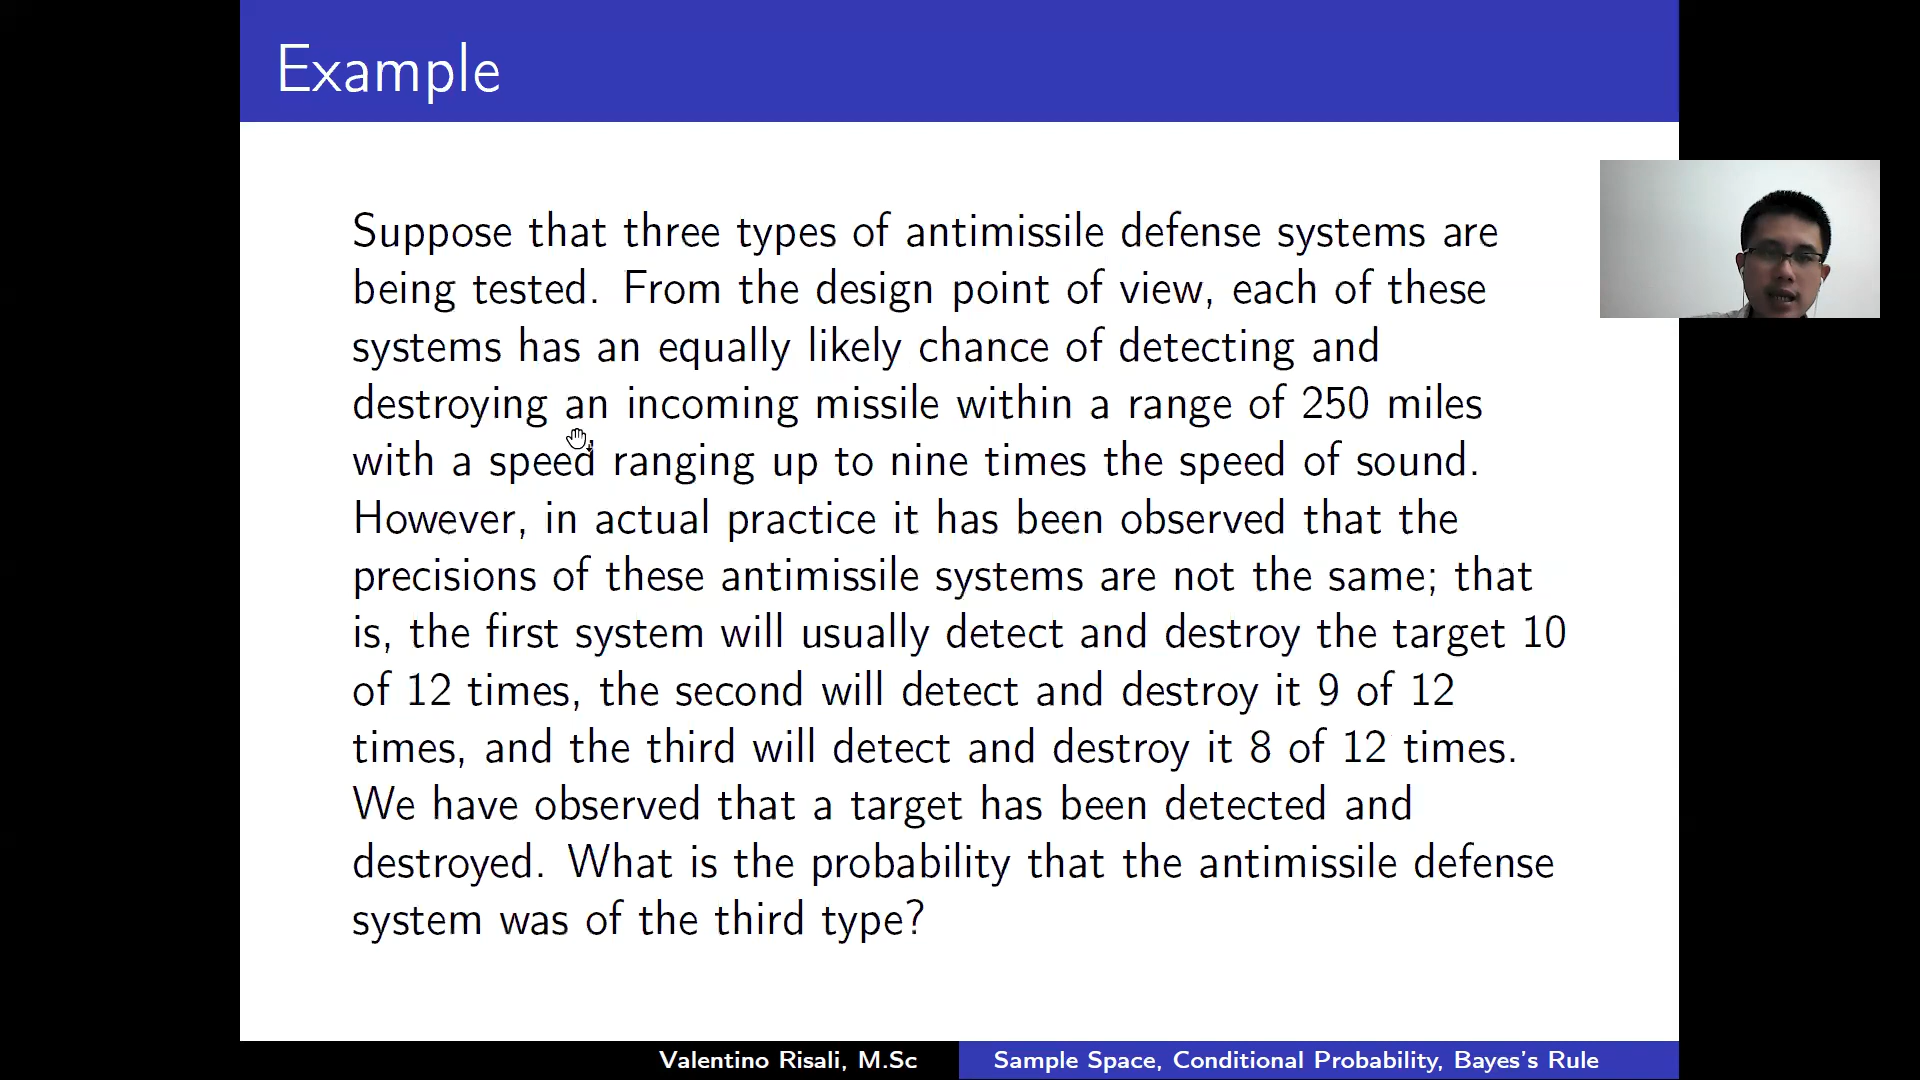 Example
Suppose that three types of antimissile defense systems are
being tested. From the design point of view, each of these
systems has an equally likely chance of detecting and
destroying an incoming missile within a range of 250 miles
with a speed ranging up to nine times the speed of sound.
However, in actual practice it has been observed that the
precisions of these antimissile systems are not the same; that
is, the first system will usually detect and destroy the target 10
of 12 times, the second will detect and destroy it 9 of 12
times, and the third will detect and destroy it 8 of 12 times.
We have observed that a target has been detected and
destroyed. What is the probability that the antimissile defense
system was of the third type?
Valentino Risali, M.Sc
Sample Space, Conditional Probability, Bayes's Rule